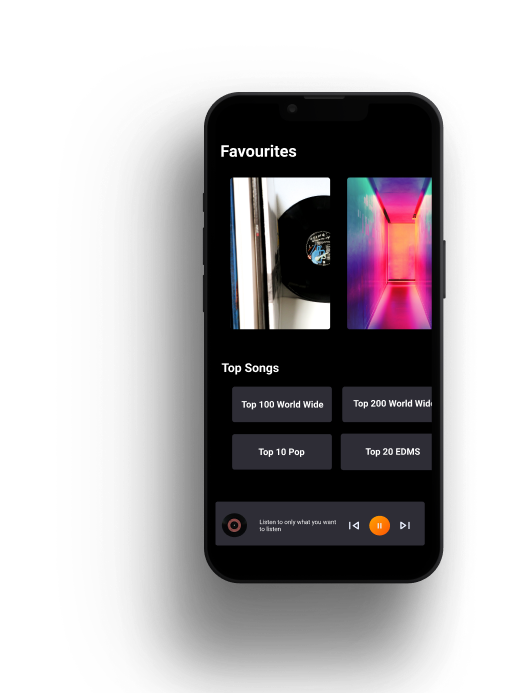 Favourites
Top Songs
Top 100 World Wide
Top 200 World Wid
Top 10 Pop
Top 20 EDMS
Listen to only what you want
to listen